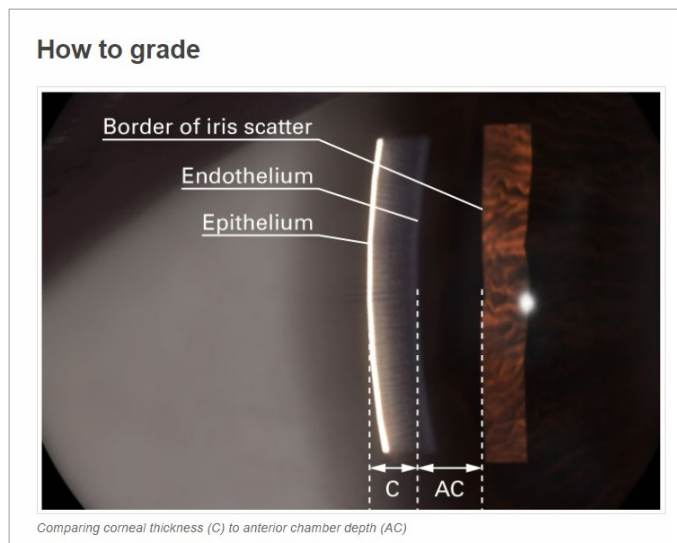 How to grade
Border of iris scatter
Endothelium
Epithelium
C
AC
Comparing corneal thickness (C) to anterior chamber depth (AC)